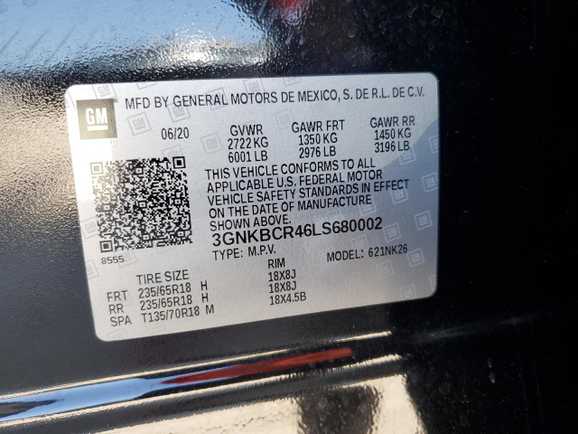 GM
MFD BY GENERAL MOTORS DE MEXICO, S. DE R.L. DE C.V.
06/20 GVWR GAWR FRT GAWR RR
2722 KG 1350 KG 1450 KG
6001 LB 2976 LB 3196 LB
THIS VEHICLE CONFORMS TO ALL
APPLICABLE U.S. FEDERAL MOTOR
VEHICLE SAFETY STANDARDS IN EFFECT
ON THE DATE OF MANUFACTURE
SHOWN ABOVE.
3GNKBCR46LS680002
8555 TYPE: M.P.V. MODEL: 621NK26
TIRE SIZE RIM
FRT 235/65R18 H 18X8J
RR 235/65R18 H 18X8J
SPA T135/70R18 M 18X4.5B